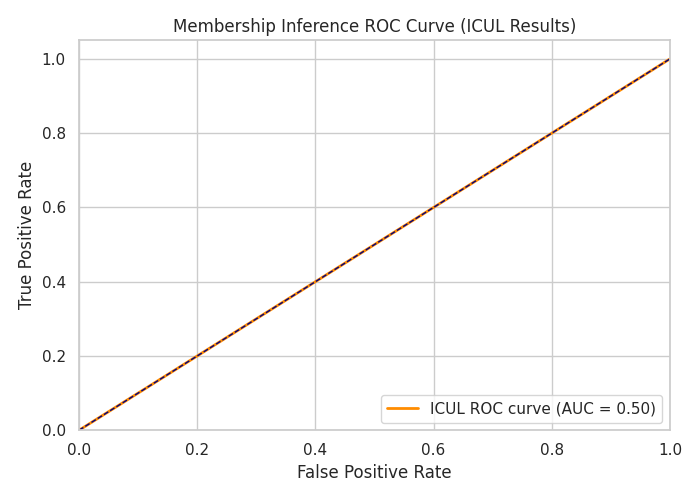 Membership Inference ROC Curve (ICUL Results)
True Positive Rate
1.0
0.8
0.6
0.4
0.2
0.0
ICUL ROC curve (AUC = 0.50)
0.0 0.2 0.4 0.6 0.8 1.0
False Positive Rate